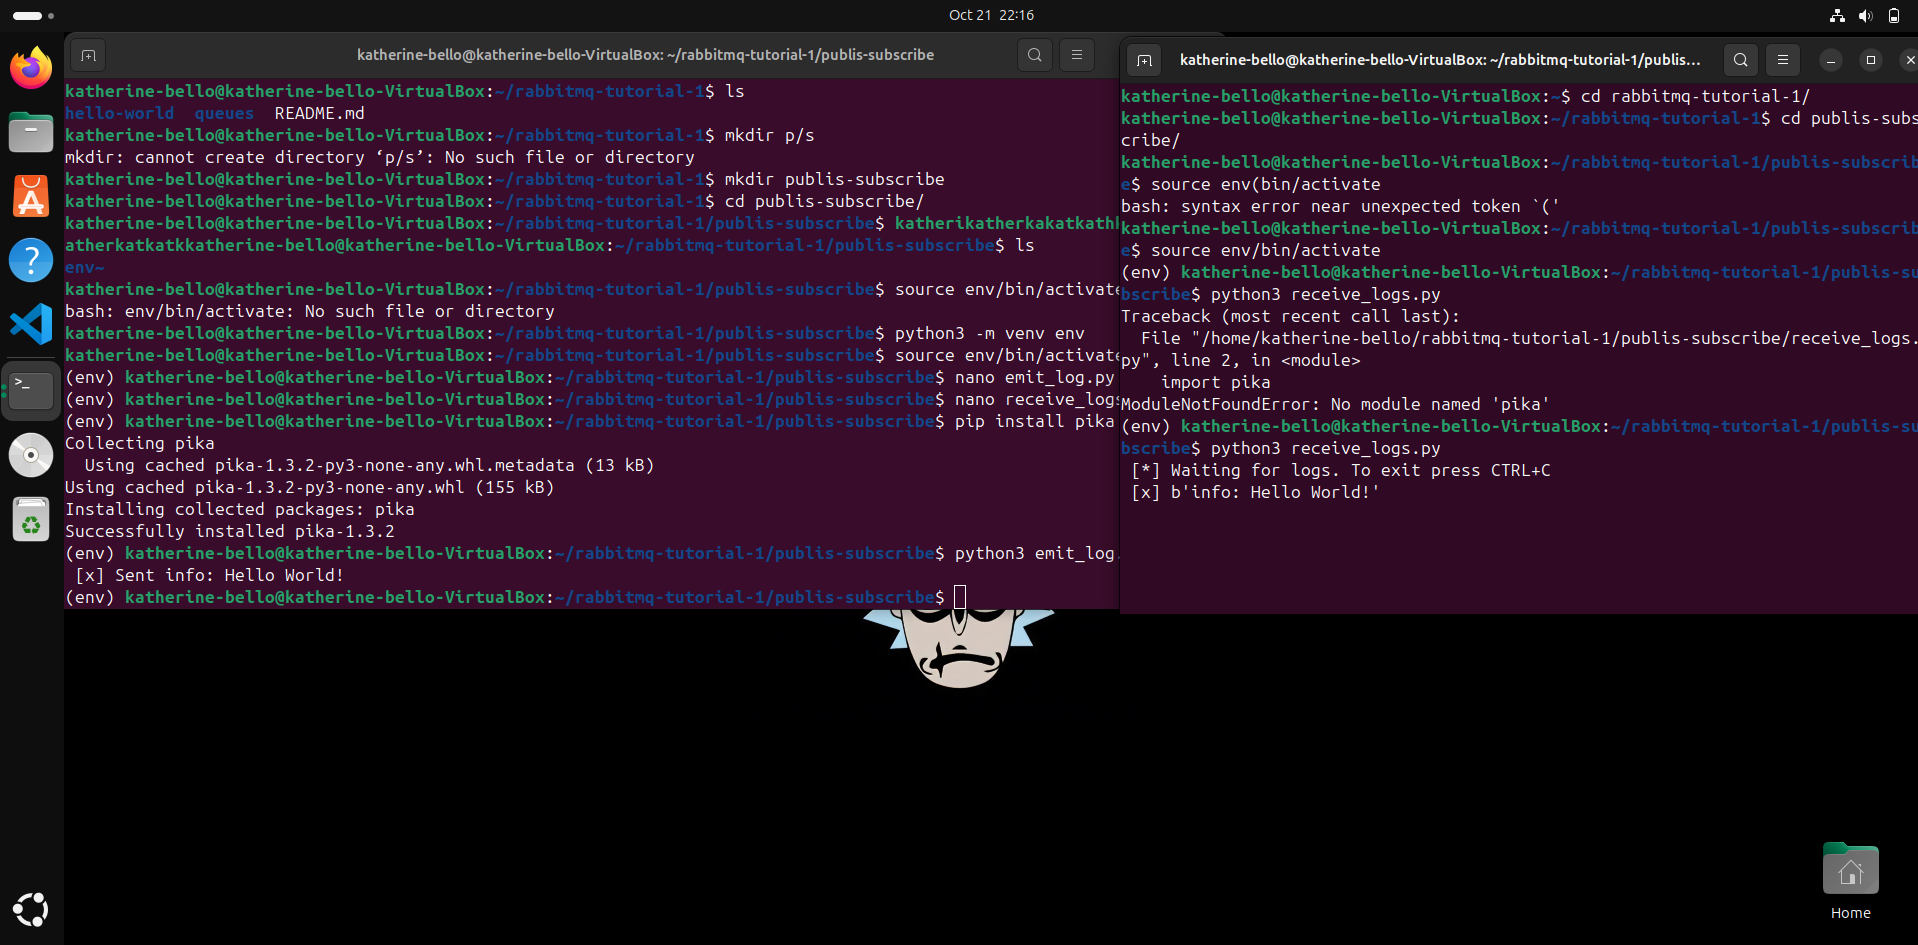 Oct 21 22:16
katherine-bello@katherine-bello-VirtualBox: ~/rabbitmq-tutorial-1/publis-subscribe
katherine-bello@katherine-bello-VirtualBox:~/rabbitmq-tutorial-1$ ls
hello-world queues README.md
katherine-bello@katherine-bello-VirtualBox:~/rabbitmq-tutorial-1$ mkdir p/s
mkdir: cannot create directory ‘p/s’: No such file or directory
katherine-bello@katherine-bello-VirtualBox:~/rabbitmq-tutorial-1$ mkdir publis-subscribe
katherine-bello@katherine-bello-VirtualBox:~/rabbitmq-tutorial-1$ cd publis-subscribe/
katherine-bello@katherine-bello-VirtualBox:~/rabbitmq-tutorial-1/publis-subscribe$ katherikatherkakatkathk
atherkatkatkkatherine-bello@katherine-bello-VirtualBox:~/rabbitmq-tutorial-1/publis-subscribe$ ls
env~
katherine-bello@katherine-bello-VirtualBox:~/rabbitmq-tutorial-1/publis-subscribe$ source env/bin/activate
bash: env/bin/activate: No such file or directory
katherine-bello@katherine-bello-VirtualBox:~/rabbitmq-tutorial-1/publis-subscribe$ python3 -m venv env
katherine-bello@katherine-bello-VirtualBox:~/rabbitmq-tutorial-1/publis-subscribe$ source env/bin/activate
(env) katherine-bello@katherine-bello-VirtualBox:~/rabbitmq-tutorial-1/publis-subscribe$ nano emit_log.py
(env) katherine-bello@katherine-bello-VirtualBox:~/rabbitmq-tutorial-1/publis-subscribe$ nano receive_logs
(env) katherine-bello@katherine-bello-VirtualBox:~/rabbitmq-tutorial-1/publis-subscribe$ pip install pika
Collecting pika
Using cached pika-1.3.2-py3-none-any.whl.metadata (13 kB)
Using cached pika-1.3.2-py3-none-any.whl (155 kB)
Installing collected packages: pika
Successfully installed pika-1.3.2
(env) katherine-bello@katherine-bello-VirtualBox:~/rabbitmq-tutorial-1/publis-subscribe$ python3 emit_log.
[x] Sent info: Hello World!
(env) katherine-bello@katherine-bello-VirtualBox:~/rabbitmq-tutorial-1/publis-subscribe$
katherine-bello@katherine-bello-VirtualBox: ~/rabbitmq-tutorial-1/publis...
katherine-bello@katherine-bello-VirtualBox:~$ cd rabbitmq-tutorial-1/
katherine-bello@katherine-bello-VirtualBox:~/rabbitmq-tutorial-1$ cd publis-subs
cribe/
katherine-bello@katherine-bello-VirtualBox:~/rabbitmq-tutorial-1/publis-subscrib
e$ source env(bin/activate
bash: syntax error near unexpected token `('
katherine-bello@katherine-bello-VirtualBox:~/rabbitmq-tutorial-1/publis-subscrib
e$ source env/bin/activate
(env) katherine-bello@katherine-bello-VirtualBox:~/rabbitmq-tutorial-1/publis-su
bscribe$ python3 receive_logs.py
Traceback (most recent call last):
File "/home/katherine-bello/rabbitmq-tutorial-1/publis-subscribe/receive_logs.
py", line 2, in <module>
import pika
ModuleNotFoundError: No module named 'pika'
(env) katherine-bello@katherine-bello-VirtualBox:~/rabbitmq-tutorial-1/publis-su
bscribe$ python3 receive_logs.py
[*] Waiting for logs. To exit press CTRL+C
[x] b'info: Hello World!'
Home